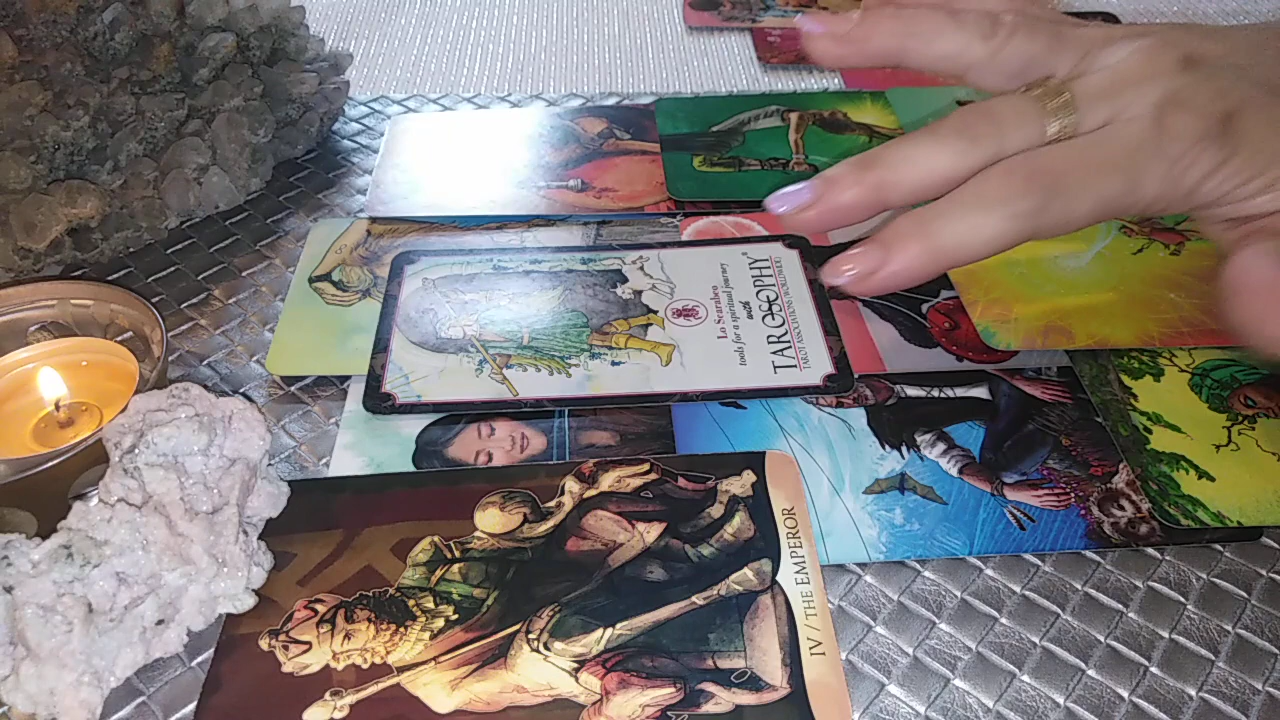 Lo Scarabeo
tools for a spiritual journey
with
TAROSOPHY
TAROT ASSOCIATION (WORLDWIDE)
IV / THE EMPEROR